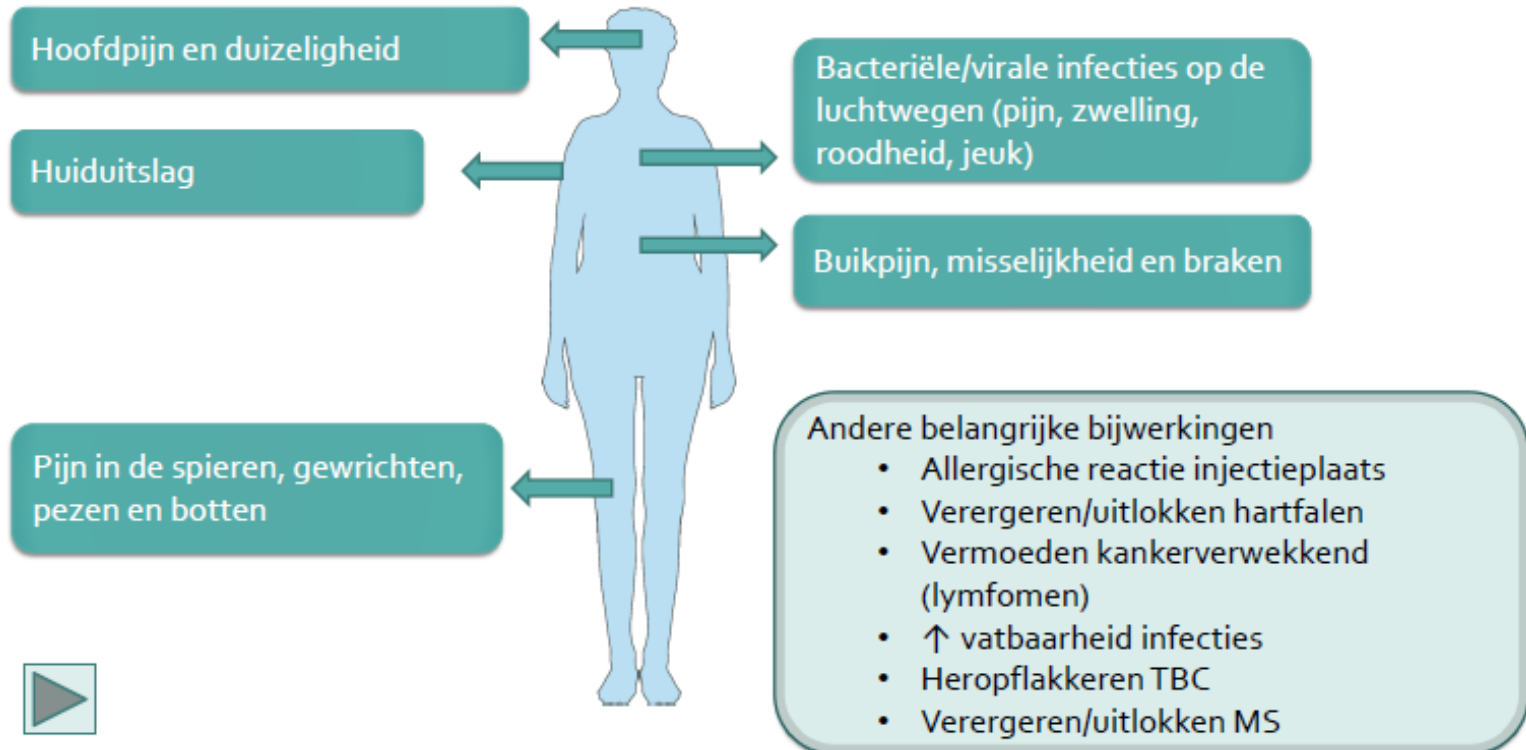 Hoofdpijn en duizeligheid
Huiduitslag
Bacteriële/virale infecties op de
luchtwegen (pijn, zwelling,
roodheid, jeuk)
Buikpijn, misselijkheid en braken
Pijn in de spieren, gewrichten,
pezen en botten
Andere belangrijke bijwerkingen
• Allergische reactie injectieplaats
• Verergeren/uitlokken hartfalen
• Vermoeden kankerverwekkend
(lymfomen)
• ↑ vatbaarheid infecties
• Heropflakkeren TBC
• Verergeren/uitlokken MS